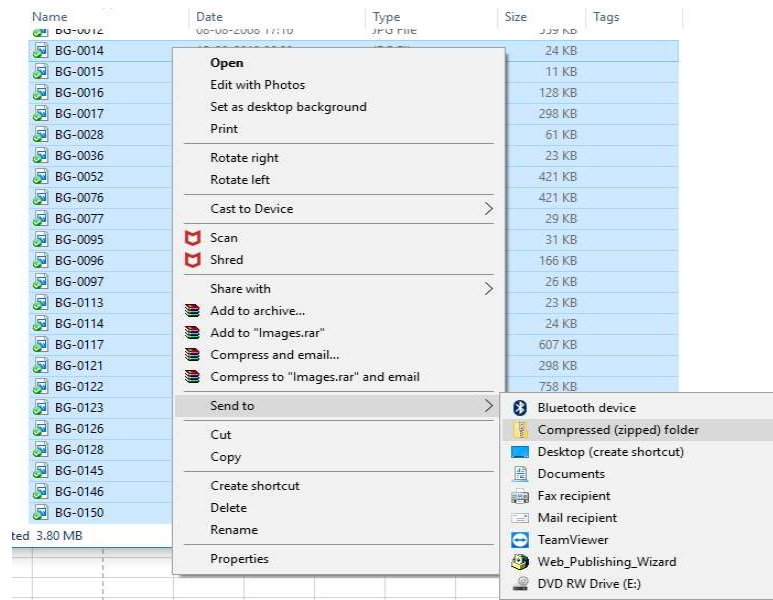 Name Date Type Size Tags
BG-0012 08-08-2008 JPG File KB
BG-0014 24 KB
BG-0015 11 KB
BG-0016 128 KB
BG-0017 298 KB
BG-0028 61 KB
BG-0036 23 KB
BG-0052 421 KB
BG-0076 421 KB
BG-0077 29 KB
BG-0095 31 KB
BG-0096 166 KB
BG-0097 26 KB
BG-0113 23 KB
BG-0114 24 KB
BG-0117 607 KB
BG-0121 298 KB
BG-0122 758 KB
BG-0123
BG-0126
BG-0128
BG-0145
BG-0146
BG-0150
ted 3.80 MB
Open
Edit with Photos
Set as desktop background
Print
Rotate right
Rotate left
Cast to Device
Scan
Shred
Share with
Add to archive...
Add to "Images.rar"
Compress and email...
Compress to "Images.rar" and email
Send to
Cut
Copy
Create shortcut
Delete
Rename
Properties
Bluetooth device
Compressed (zipped) folder
Desktop (create shortcut)
Documents
Fax recipient
Mail recipient
TeamViewer
Web_Publishing_Wizard
DVD RW Drive (E:)